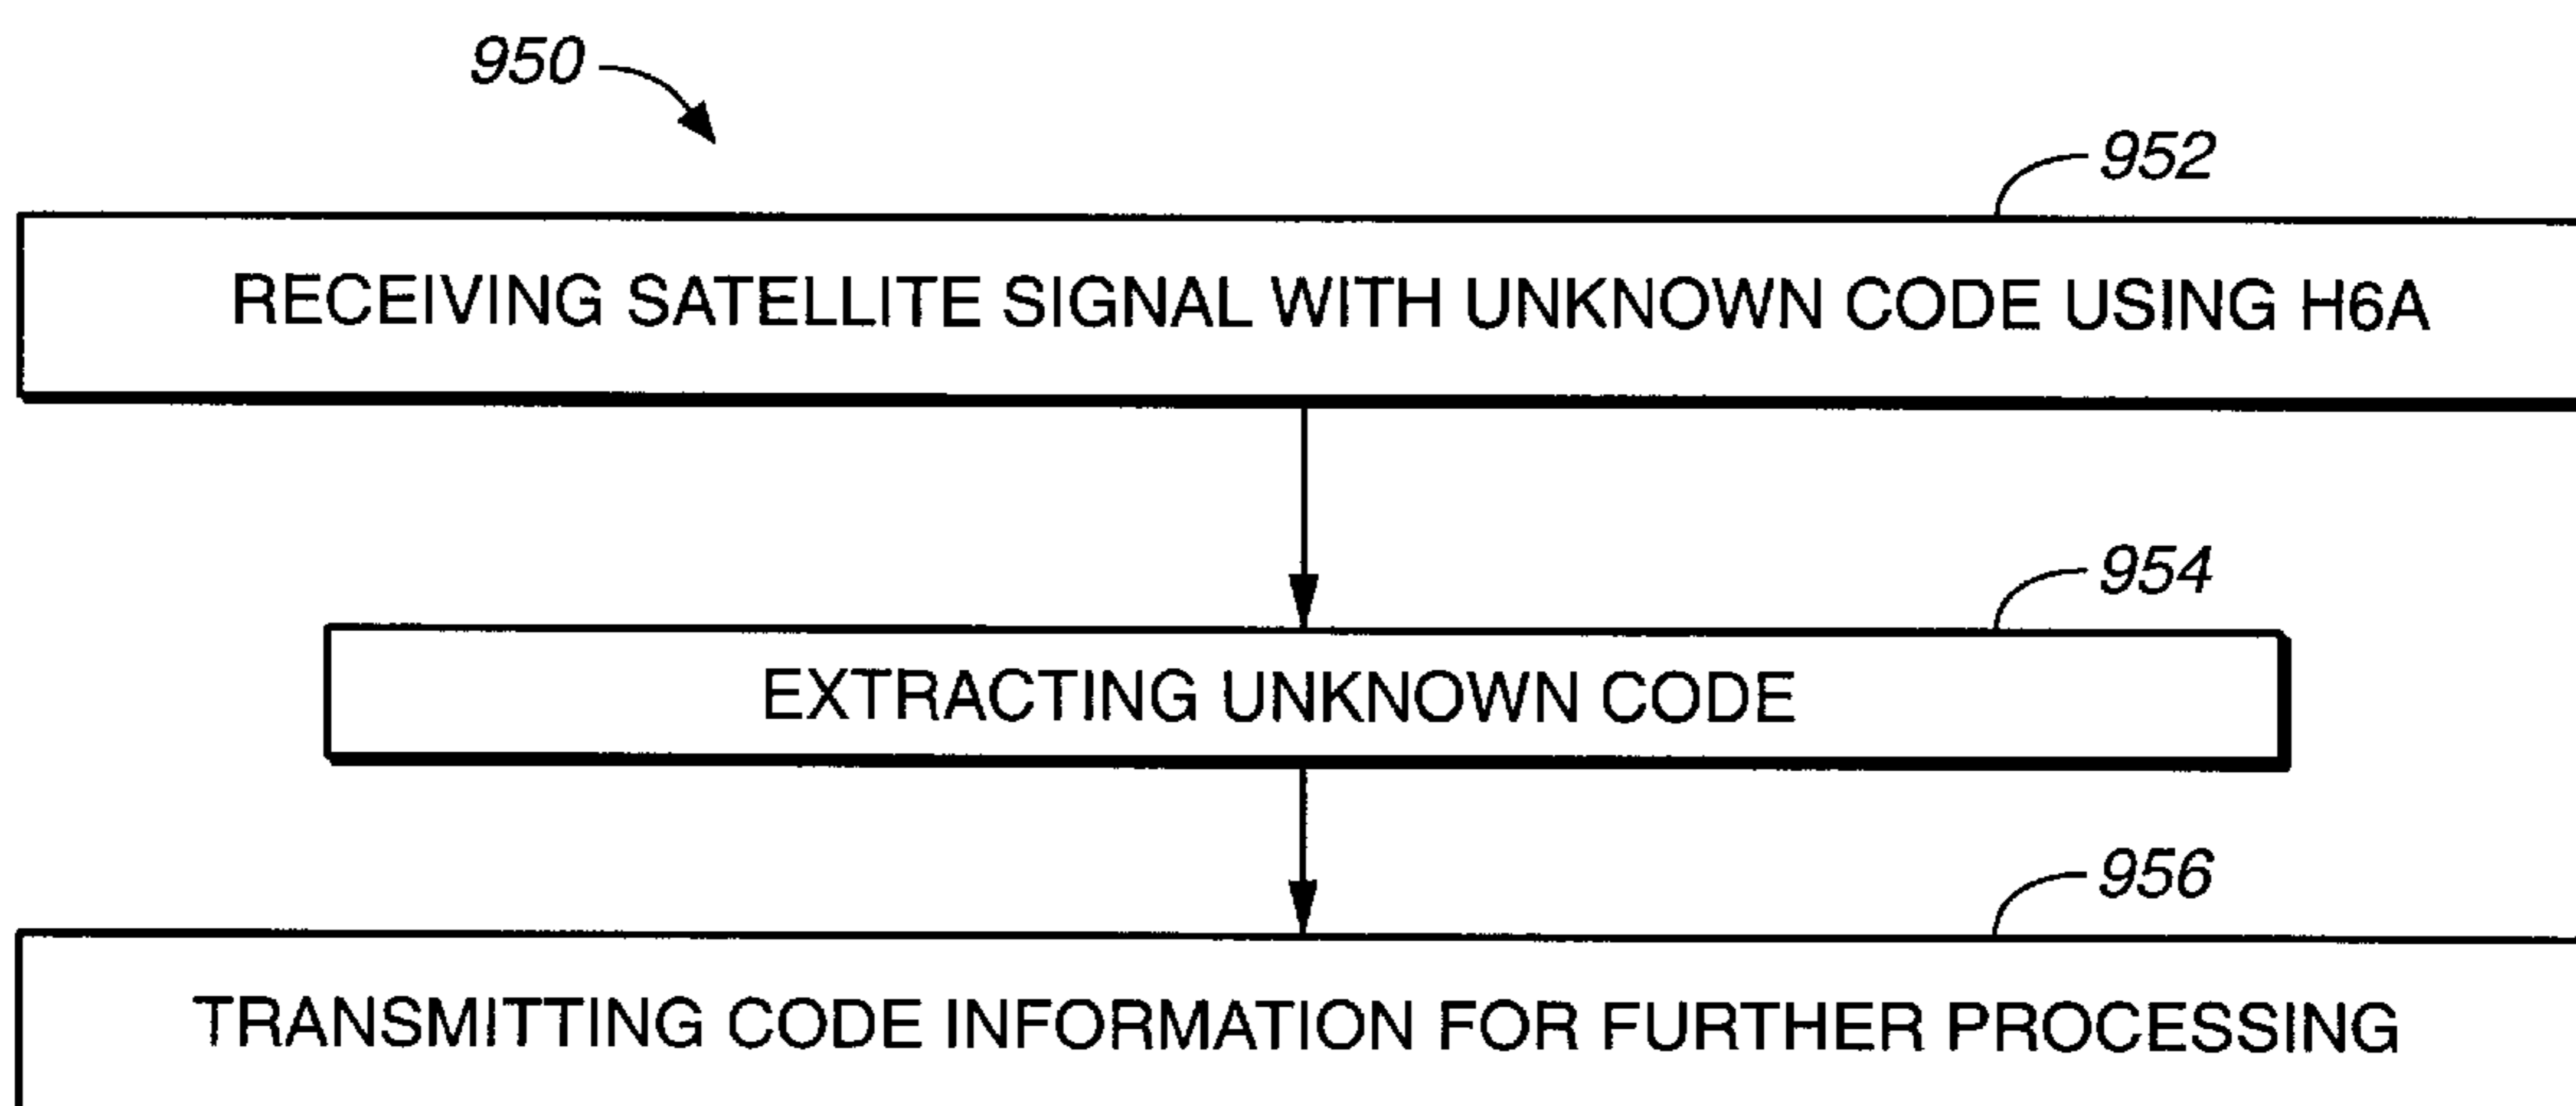 950
952
RECEIVING SATELLITE SIGNAL WITH UNKNOWN CODE USING H6A
954
EXTRACTING UNKNOWN CODE
956
TRANSMITTING CODE INFORMATION FOR FURTHER PROCESSING